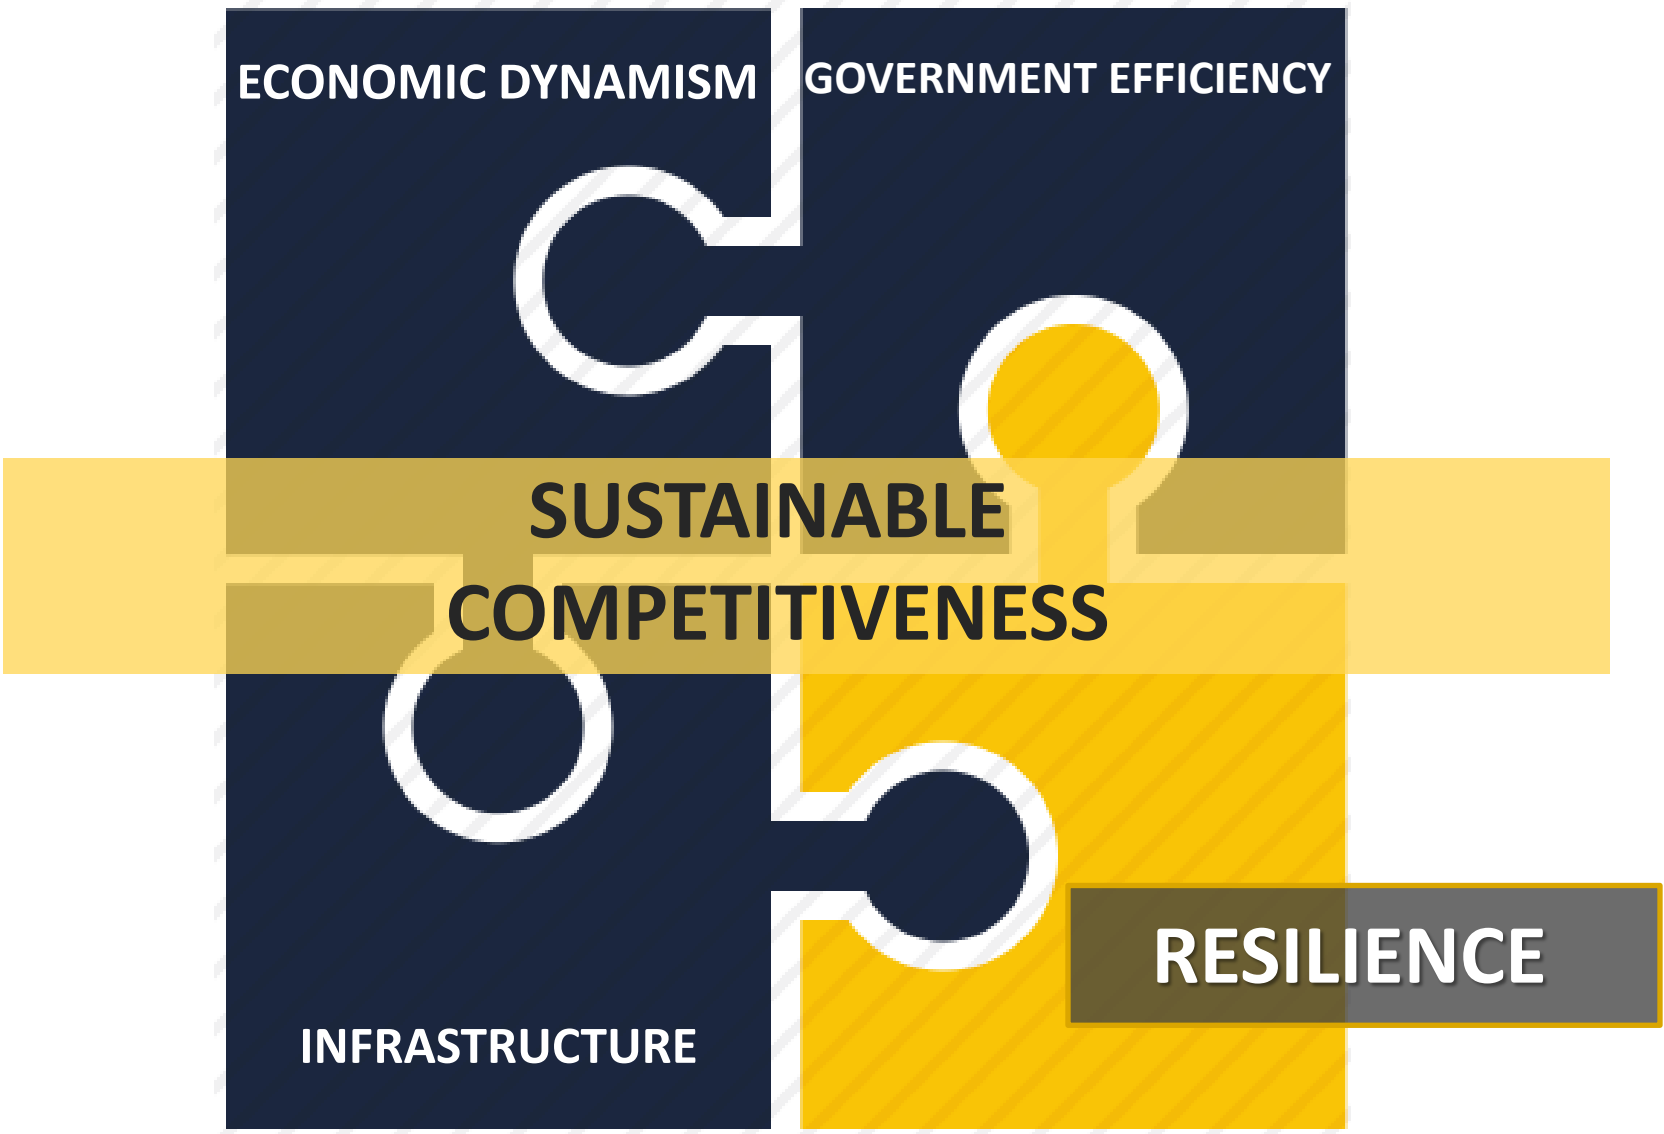 ECONOMIC DYNAMISM
GOVERNMENT EFFICIENCY
SUSTAINABLE
COMPETITIVENESS
RESILIENCE
INFRASTRUCTURE